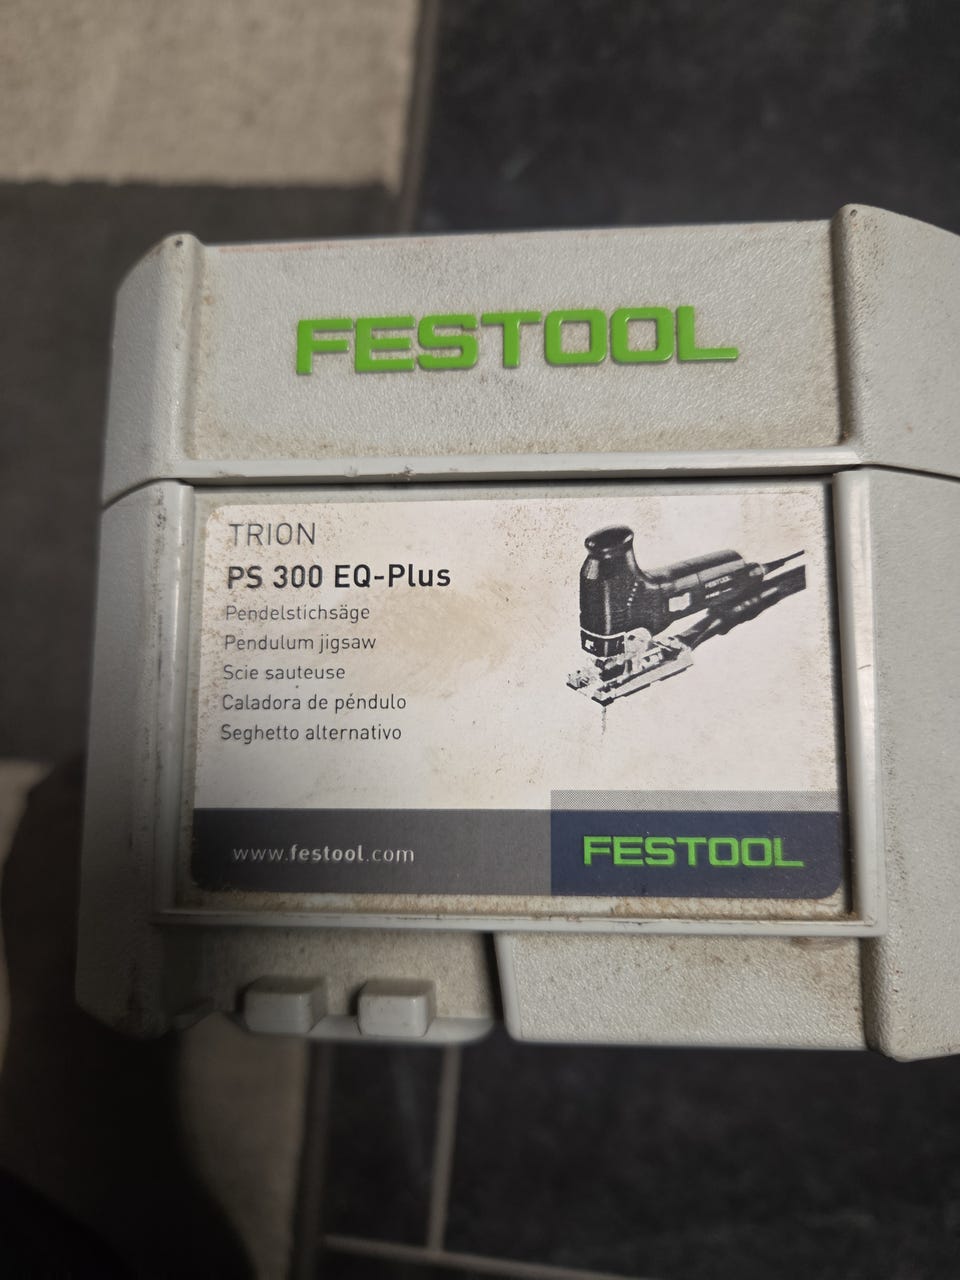 FESTOOL
TRION
PS 300 EQ-Plus
Pendelstichsäge
Pendulum jigsaw
Scie sauteuse
Caladora de péndulo
Seghetto alternativo
FESTOOL
www.festool.com
FESTOOL